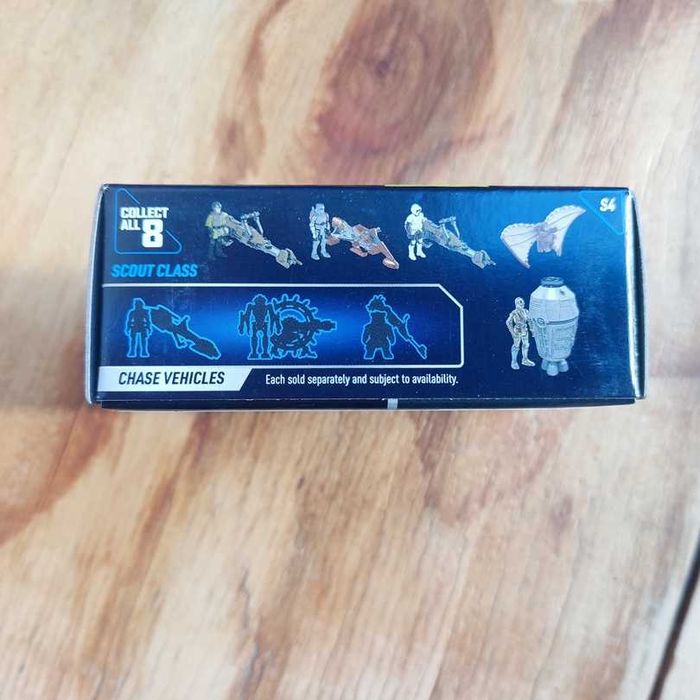 COLLECT
ALL 8
S4
SCOUT CLASS
CHASE VEHICLES
Each sold separately and subject to availability.